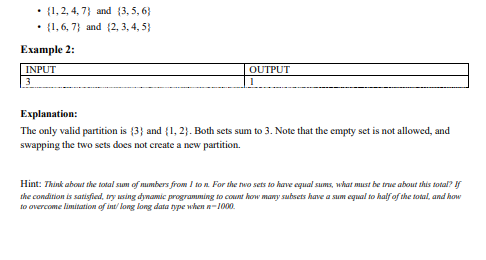 • {1, 2, 4, 7} and {3, 5, 6}
• {1, 6, 7} and {2, 3, 4, 5}
Example 2:
INPUT OUTPUT
3 1
Explanation:
The only valid partition is {3} and {1, 2}. Both sets sum to 3. Note that the empty set is not allowed, and
swapping the two sets does not create a new partition.
Hint: Think about the total sum of numbers from 1 to n. For the two sets to have equal sums, what must be true about this total? If
the condition is satisfied, try using dynamic programming to count how many subsets have a sum equal to half of the total, and how
to overcome limitation of int/ long long data type when n=1000.